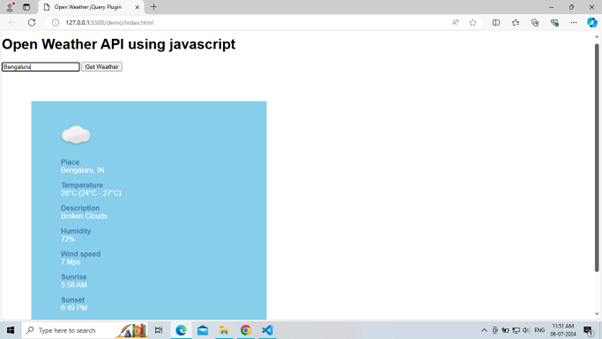 Open Weather jQuery Plugin
127.0.0.1:5500/demo/index.html
Open Weather API using javascript
Bengaluru Get Weather
Place
Bengaluru, IN
Temperature
26°C (24°C - 27°C)
Description
Broken Clouds
Humidity
72%
Wind speed
7 Mps
Sunrise
5:58 AM
Sunset
6:49 PM
Type here to search
ENG
11:51 AM
06-07-2024